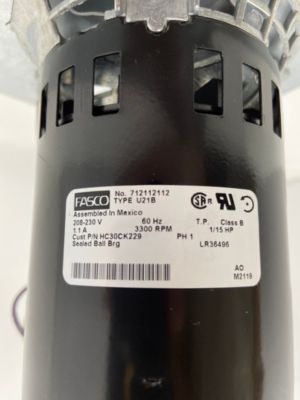 FASCO No. 712112112
TYPE U21B
Assembled in Mexico
208-230 V 60 Hz T.P. Class B
1.1 A 3300 RPM 1/15 HP
Cust P/N HC30CK229 PH 1
Sealed Ball Brg LR36496
AO
M2119